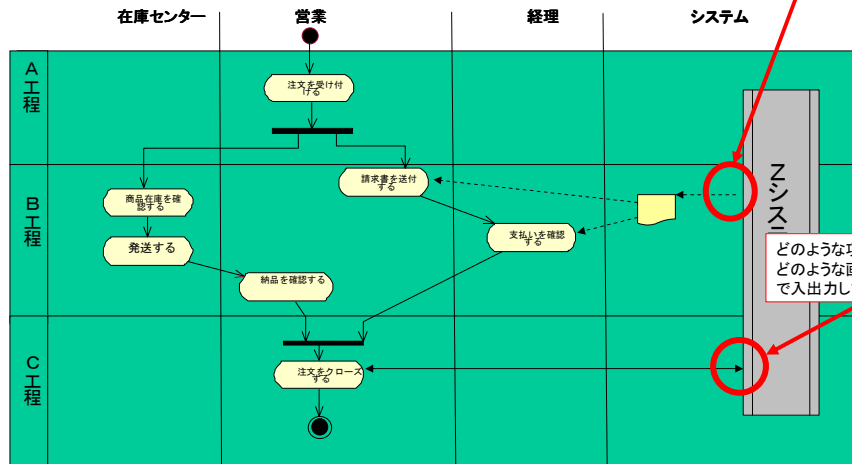 在庫センター
営業
経理
システム
A
工
程
注文を受け付
ける
B
工
程
請求書を送付
する
商品在庫を確
認する
発送する
支払いを確認
する
納品を確認する
Zシステ
どのような
どのような
で入出力し
C
工
程
注文をクローズ
する